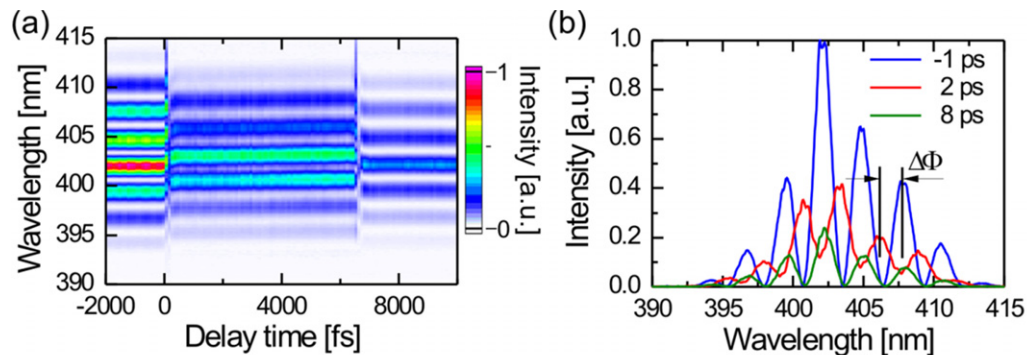 (a)
415
410
405
400
395
390
Wavelength [nm]
-2000 0 4000 8000
Delay time [fs]
1
0
Intensity [a.u.]
(b)
1.0
0.8
0.6
0.4
0.2
0.0
Intensity [a.u.]
-1 ps
2 ps
8 ps
ΔΦ
390 395 400 405 410 415
Wavelength [nm]